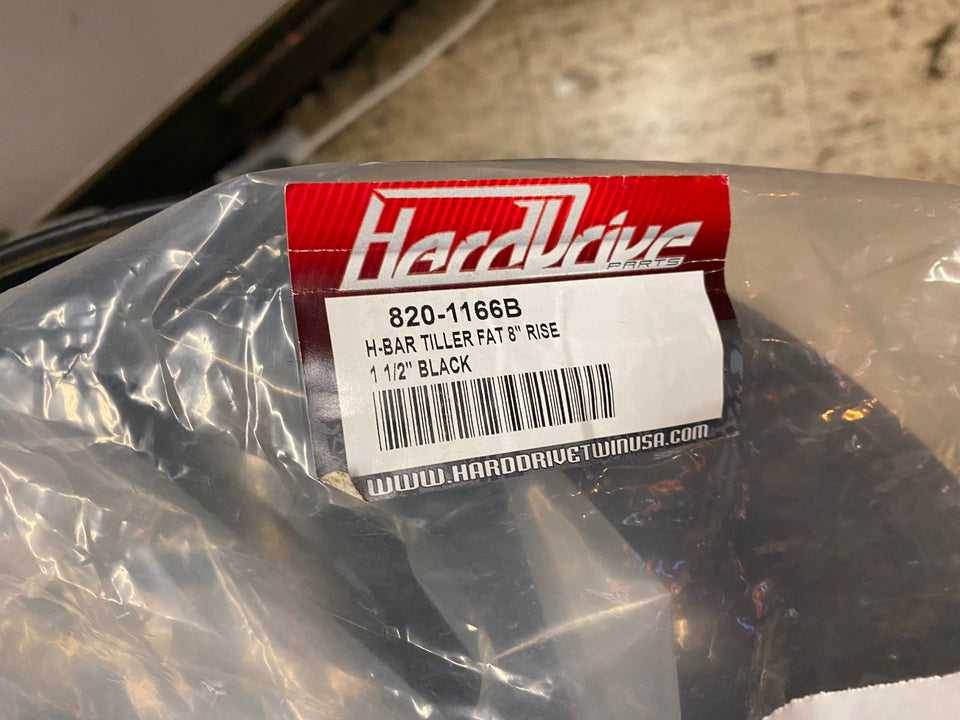 HardDrive
PARTS
820-1166B
H-BAR TILLER FAT 8" RISE
1 1/2" BLACK
WWW.HARDDRIVETWINUSA.COM